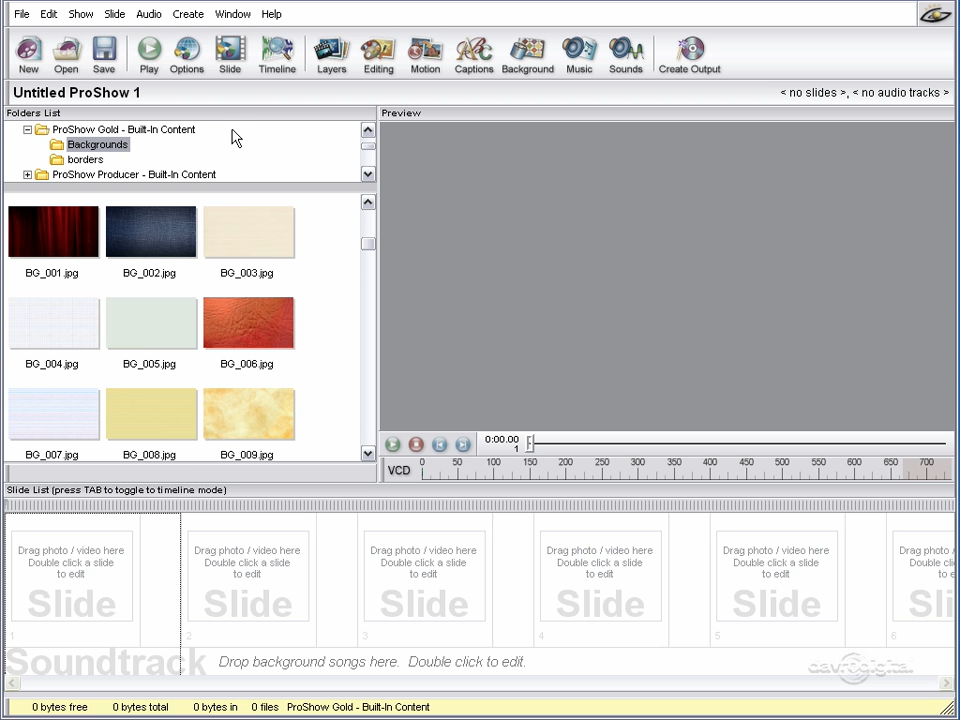 File Edit Show Slide Audio Create Window Help
New Open Save Play Options Slide Timeline Layers Editing Motion Captions Background Music Sounds Create Output
Untitled ProShow 1
< no slides >, < no audio tracks >
Folders List
Preview
ProShow Gold - Built-In Content
Backgrounds
borders
ProShow Producer - Built-In Content
BG_001.jpg BG_002.jpg BG_003.jpg
BG_004.jpg BG_005.jpg BG_006.jpg
BG_007.jpg BG_008.jpg BG_009.jpg
0:00.00
1
VCD 0 50 100 150 200 250 300 350 400 450 500 550 600 650 700
Slide List (press TAB to toggle to timeline mode)
Drag photo / video here
Double click a slide
to edit
Slide
1
Drag photo / video here
Double click a slide
to edit
Slide
2
Drag photo / video here
Double click a slide
to edit
Slide
3
Drag photo / video here
Double click a slide
to edit
Slide
4
Drag photo / video here
Double click a slide
to edit
Slide
5
Drag photo / v
Double click
to ed
Sli
6
Soundtrack Drop background songs here. Double click to edit.
0 bytes free 0 bytes total 0 bytes in 0 files ProShow Gold - Built-In Content